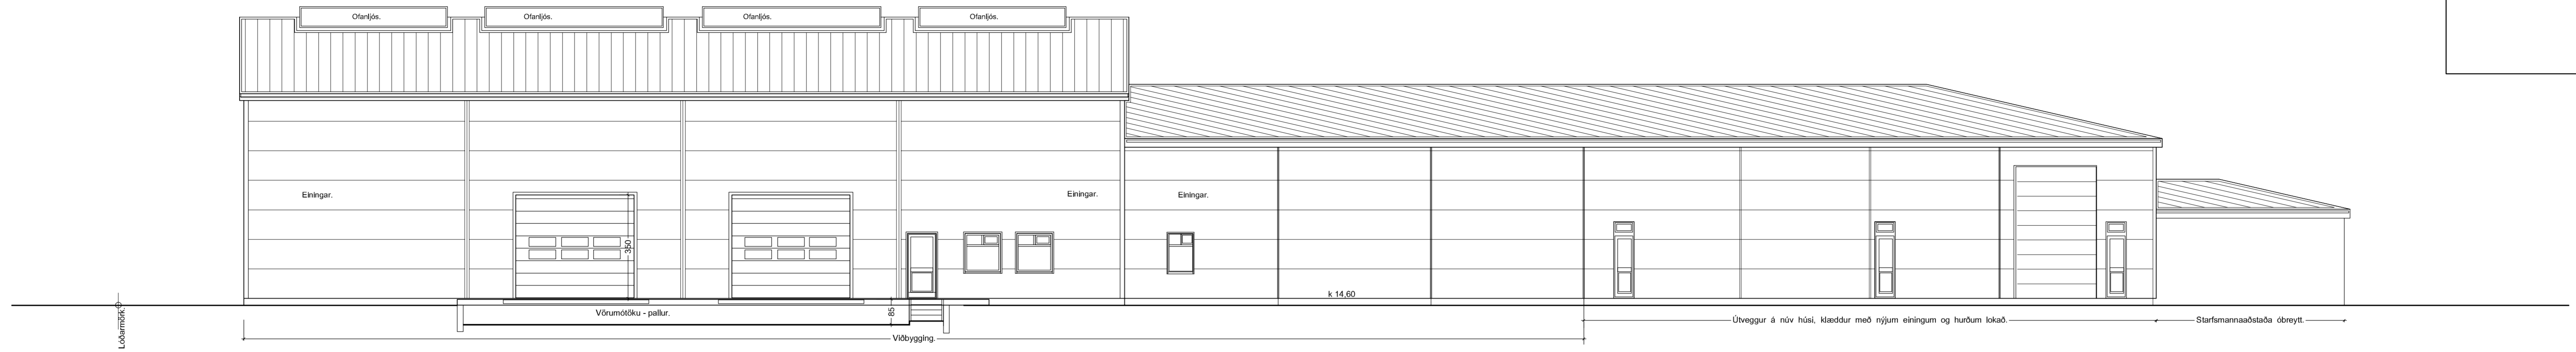 Ofanljós.
Ofanljós.
Ofanljós.
Ofanljós.
Einingar.
Einingar.
Einingar.
350
k 14,60
Lóðarmörk.
Vörumótöku - pallur.
85
Útveggur á núv húsi, klæddur með nýjum einingum og hurðum lokað.
Starfsmannaaðstaða óbreytt.
Viðbygging.